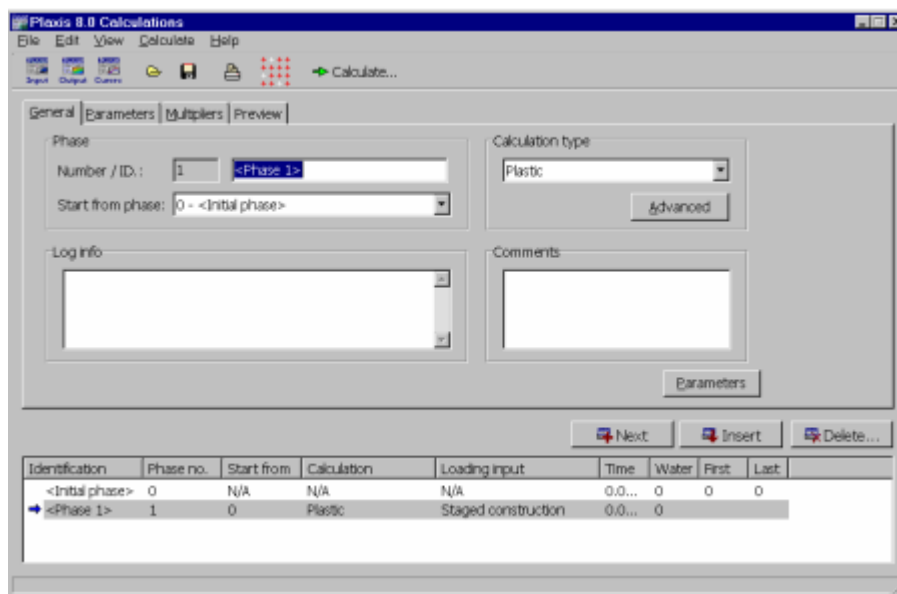 Plaxis 8.0 Calculations
File Edit View Calculate Help
Input Output Curves Calculate...
General Parameters Multipliers Preview
Phase
Number / ID.: 1 <Phase 1>
Start from phase: 0 - <Initial phase>
Calculation type
Plastic
Advanced
Log info
Comments
Parameters
Next Insert Delete...
Identification Phase no. Start from Calculation Loading input Time Water First Last
<Initial phase> 0 N/A N/A N/A 0.0... 0 0 0
<Phase 1> 1 0 Plastic Staged construction 0.0... 0